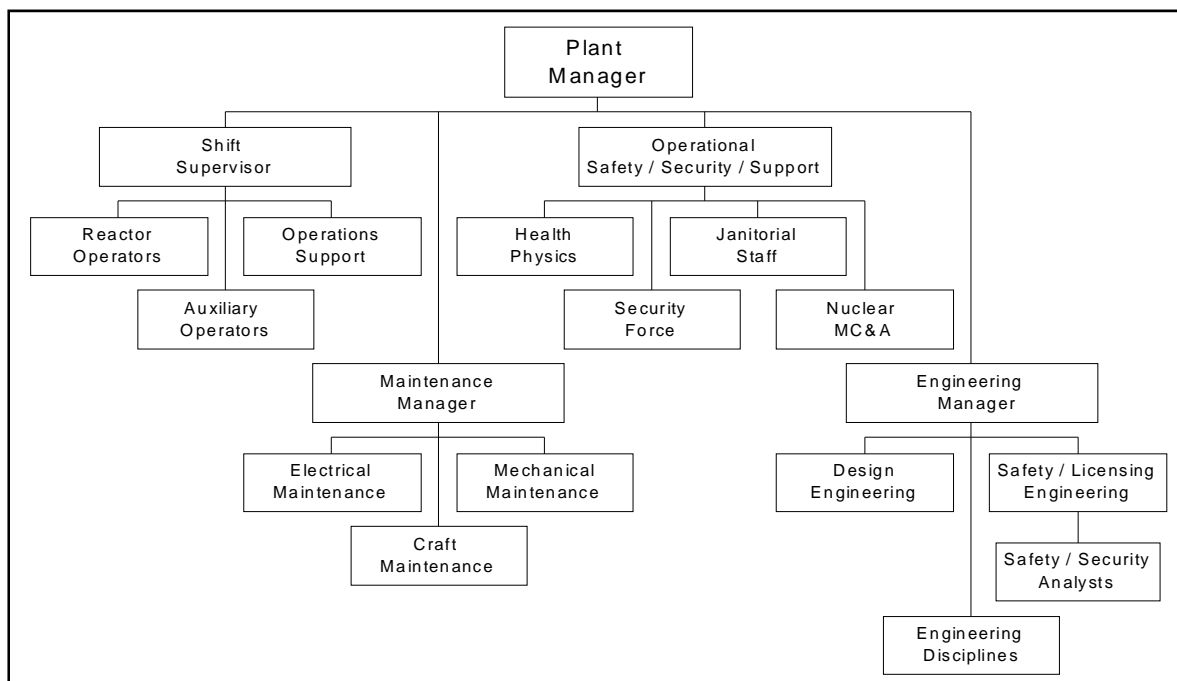 Plant
Manager
Shift
Supervisor
Operational
Safety / Security / Support
Reactor
Operators
Operations
Support
Health
Physics
Janitorial
Staff
Auxiliary
Operators
Security
Force
Nuclear
MC&A
Maintenance
Manager
Engineering
Manager
Electrical
Maintenance
Mechanical
Maintenance
Design
Engineering
Safety / Licensing
Engineering
Craft
Maintenance
Safety / Security
Analysts
Engineering
Disciplines